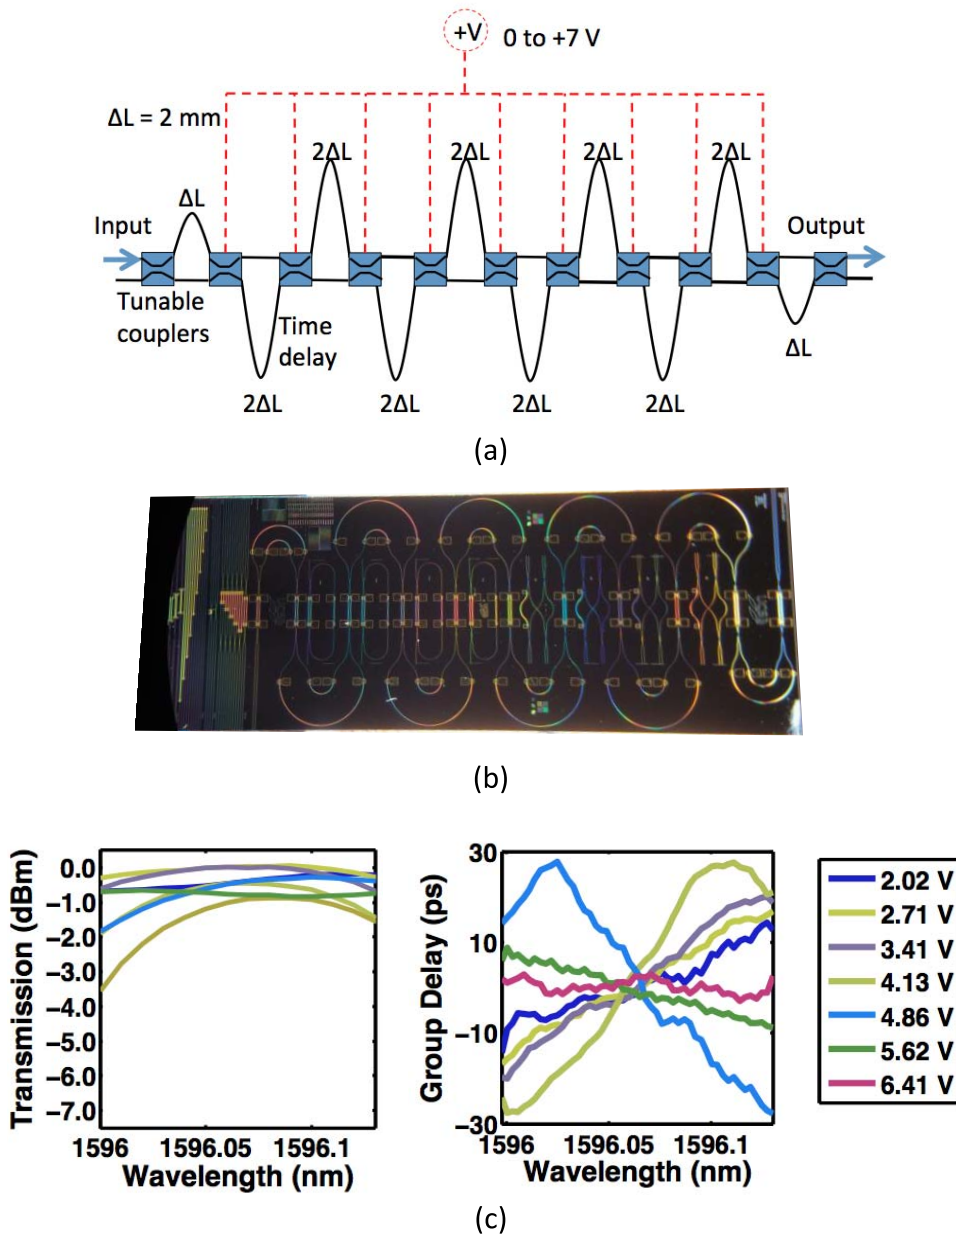 +V 0 to +7 V
ΔL = 2 mm
2ΔL 2ΔL 2ΔL 2ΔL
ΔL
Input Output
Tunable
couplers
Time
delay
ΔL
2ΔL 2ΔL 2ΔL 2ΔL
(a)
(b)
Transmission (dBm)
0.0
−1.0
−2.0
−3.0
−4.0
−5.0
−6.0
−7.0
1596 1596.05 1596.1
Wavelength (nm)
Group Delay (ps)
30
10
−10
−30
1596 1596.05 1596.1
Wavelength (nm)
2.02 V
2.71 V
3.41 V
4.13 V
4.86 V
5.62 V
6.41 V
(c)